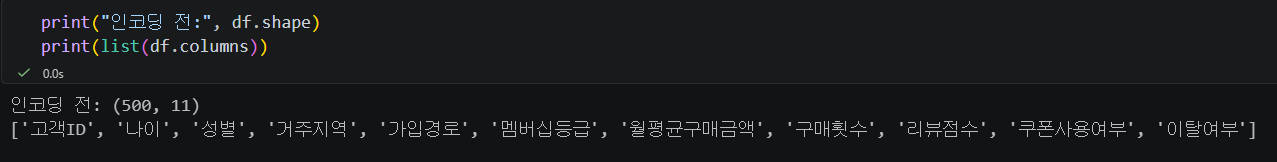 print("인코딩 전:", df.shape)
print(list(df.columns))
0.0s
인코딩 전: (500, 11)
['고객ID', '나이', '성별', '거주지역', '가입경로', '멤버십등급', '월평균구매금액', '구매횟수', '리뷰점수', '쿠폰사용여부', '이탈여부']